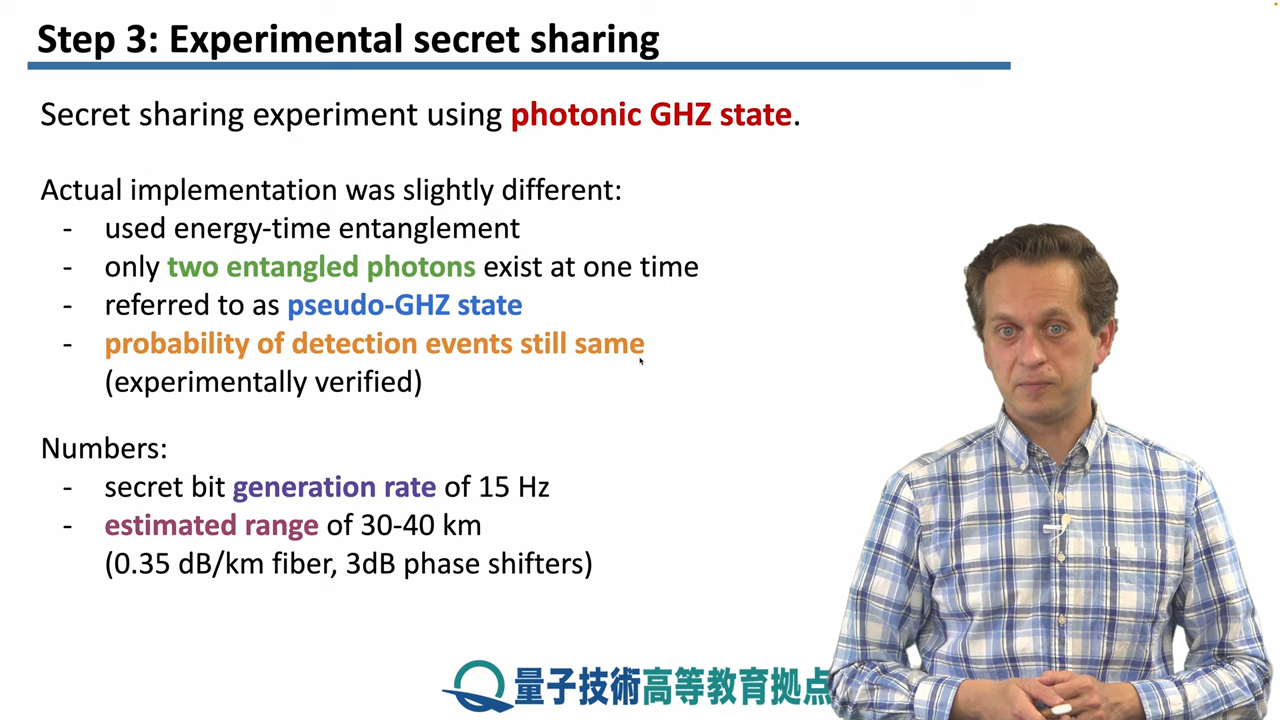 Step 3: Experimental secret sharing
Secret sharing experiment using photonic GHZ state.
Actual implementation was slightly different:
- used energy-time entanglement
- only two entangled photons exist at one time
- referred to as pseudo-GHZ state
- probability of detection events still same
(experimentally verified)
Numbers:
- secret bit generation rate of 15 Hz
- estimated range of 30-40 km
(0.35 dB/km fiber, 3dB phase shifters)
量子技術高等教育拠点